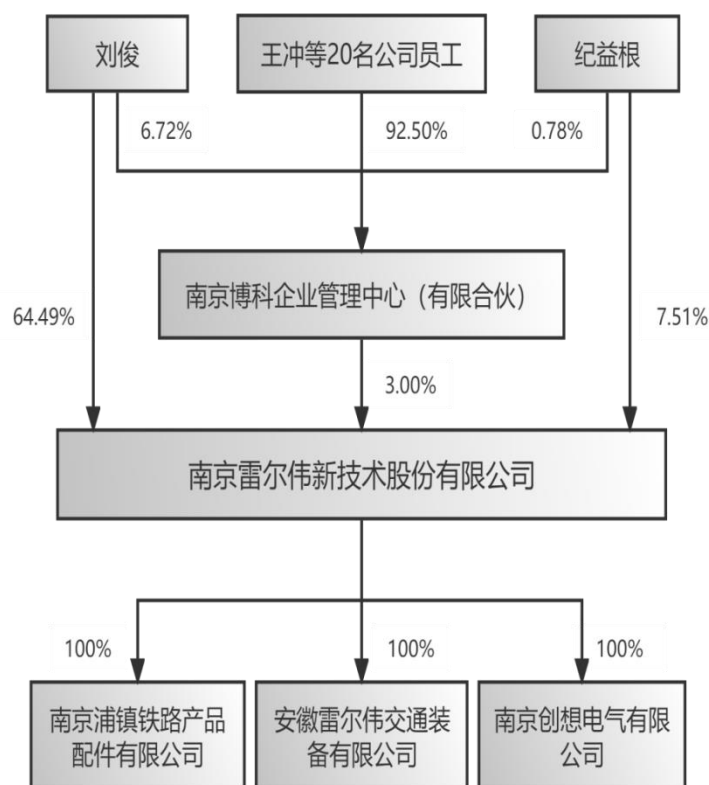 刘俊
王冲等20名公司员工
纪益根
6.72%
92.50%
0.78%
南京博科企业管理中心（有限合伙）
64.49%
7.51%
3.00%
南京雷尔伟新技术股份有限公司
100%
100%
100%
南京浦镇铁路产品
配件有限公司
安徽雷尔伟交通装
备有限公司
南京创想电气有限
公司